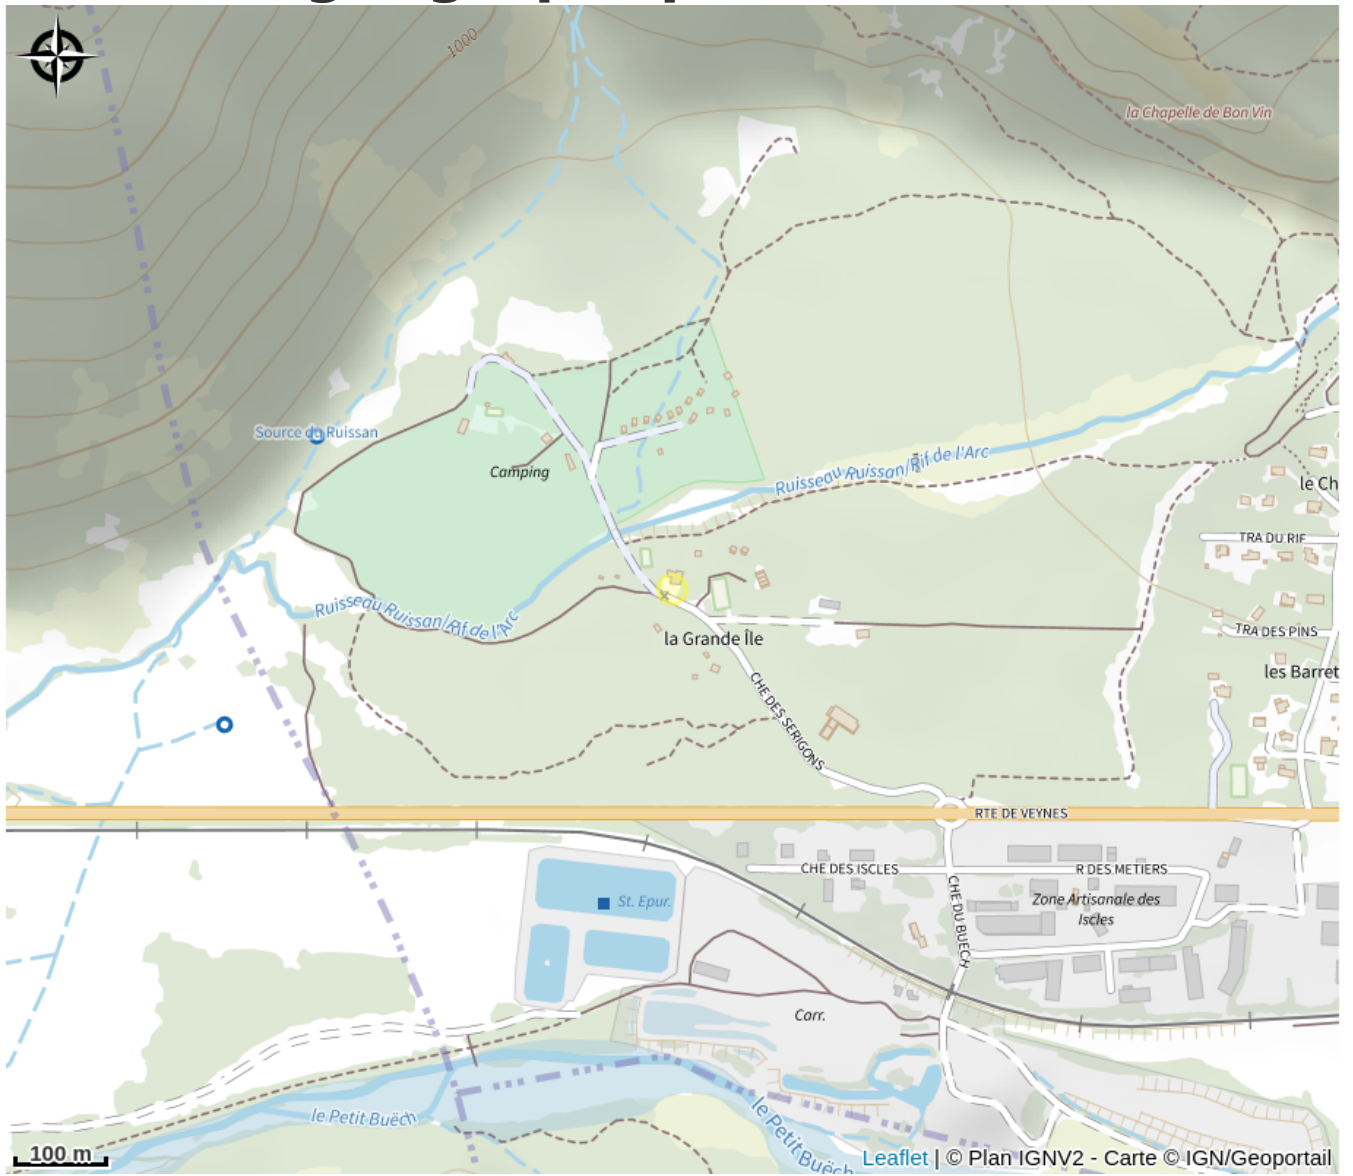 1000
la Chapelle de Bon Vin
Source du Ruissan
Camping
Ruisseau Ruissan/Rif de l'Arc
le Ch
TRA DU RIF
Ruisseau Ruissan/Rif de l'Arc
la Grande Île
TRA DES PINS
les Barret
CHE DES SERIGONS
RTE DE VEYNES
CHE DES ISCLES
R DES METIERS
St. Epur.
CHE DU BUECH
Zone Artisanale des
Iscles
Carr.
le Petit Buëch
le Petit Buëch
100 m
Leaflet | © Plan IGNV2 - Carte © IGN/Geoportail